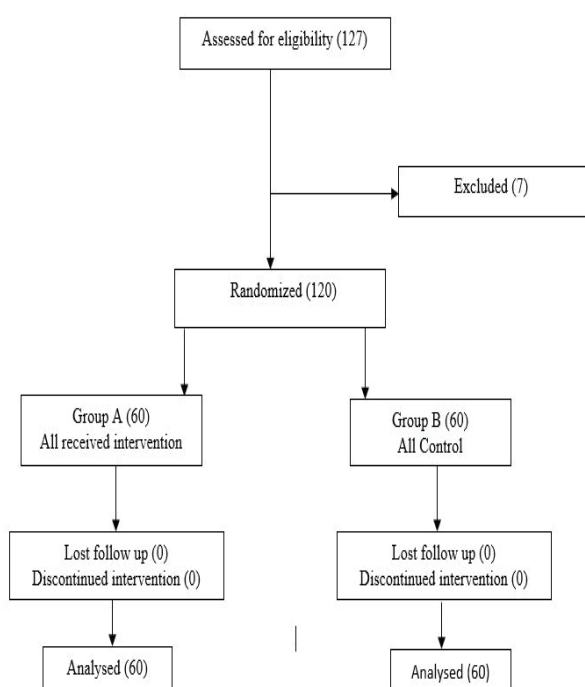 Assessed for eligibility (127)
Excluded (7)
Randomized (120)
Group A (60)
All received intervention
Group B (60)
All Control
Lost follow up (0)
Discontinued intervention (0)
Lost follow up (0)
Discontinued intervention (0)
Analysed (60)
Analysed (60)